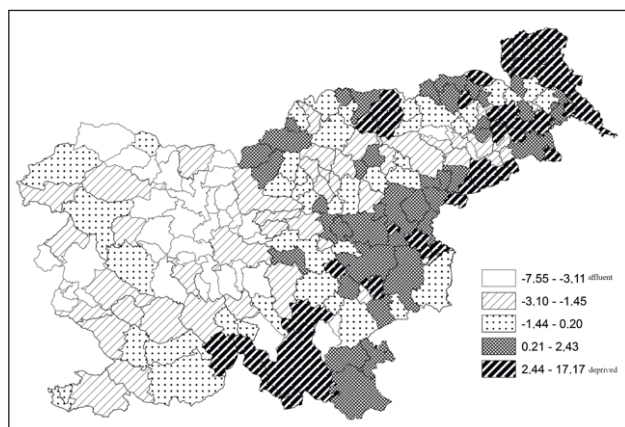 -7.55 - -3.11 affluent
-3.10 - -1.45
-1.44 - 0.20
0.21 - 2.43
2.44 - 17.17 deprived